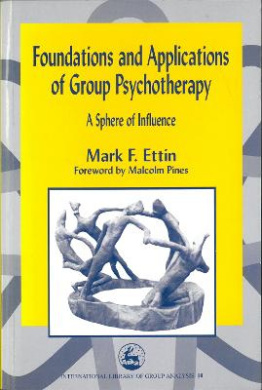 Foundations and Applications
of Group Psychotherapy
A Sphere of Influence
Mark F. Ettin
Foreword by Malcolm Pines
INTERNATIONAL LIBRARY OF GROUP ANALYSIS 10